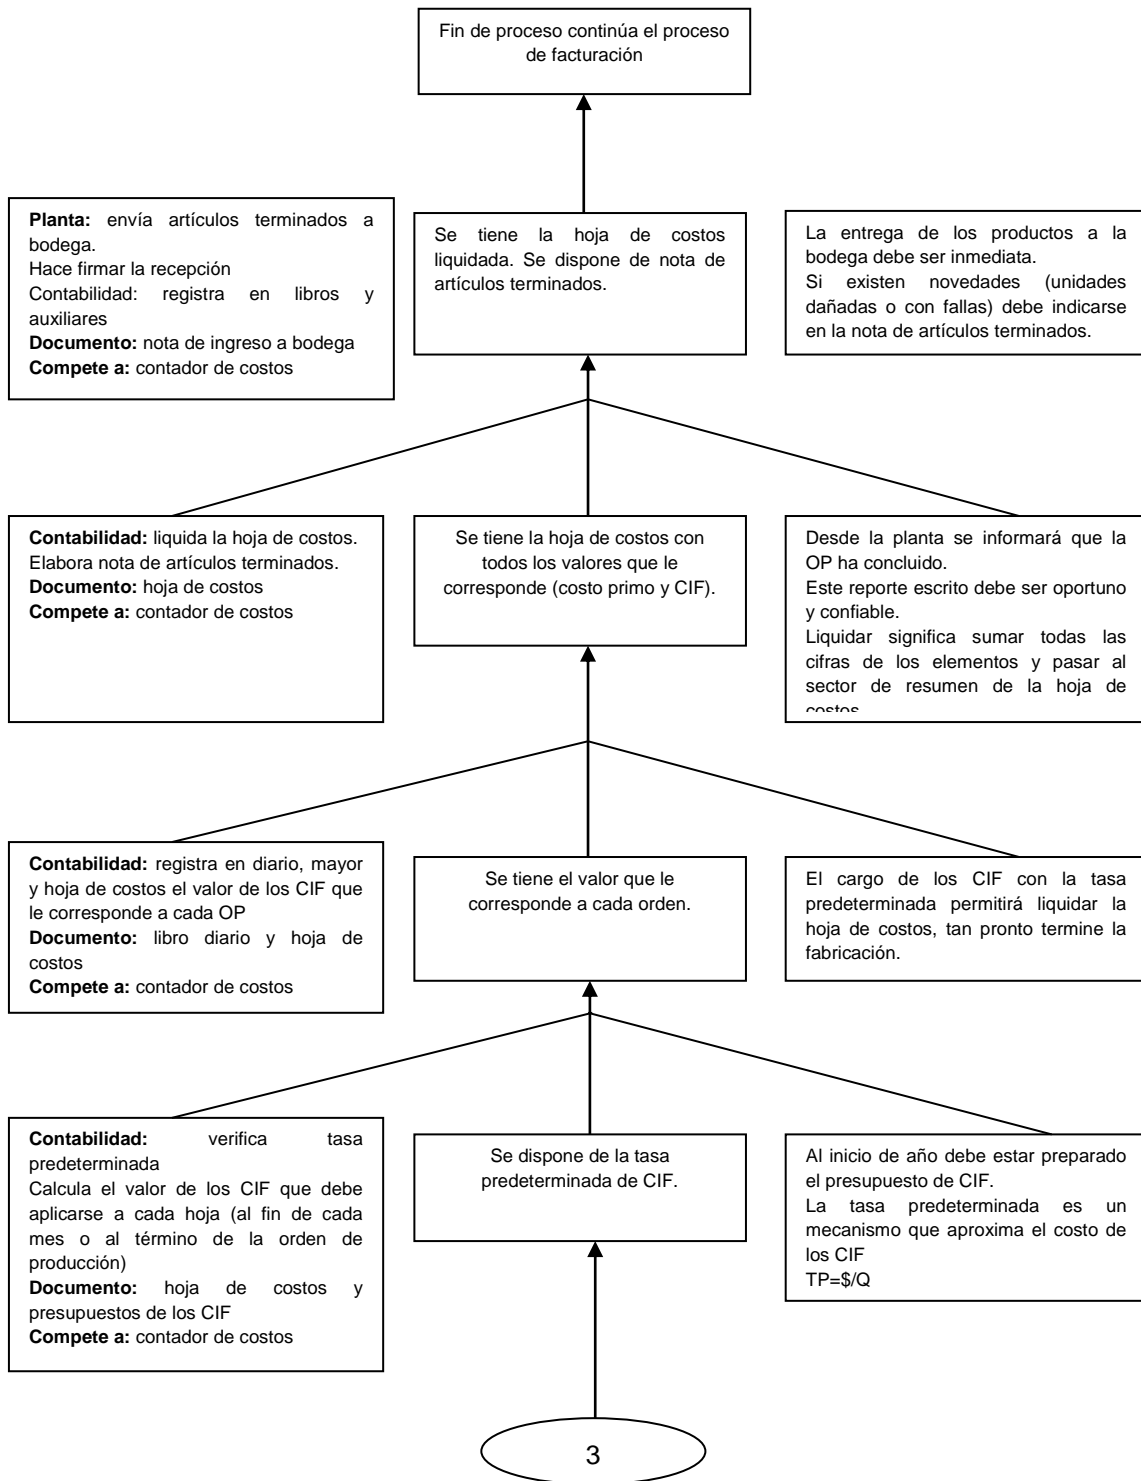 Fin de proceso continúa el proceso
de facturación
Planta: envía artículos terminados a
bodega.
Hace firmar la recepción
Contabilidad: registra en libros y
auxiliares
Documento: nota de ingreso a bodega
Compete a: contador de costos
Se tiene la hoja de costos
liquidada. Se dispone de nota de
artículos terminados.
La entrega de los productos a la
bodega debe ser inmediata.
Si existen novedades (unidades
dañadas o con fallas) debe indicarse
en la nota de artículos terminados.
Contabilidad: liquida la hoja de costos.
Elabora nota de artículos terminados.
Documento: hoja de costos
Compete a: contador de costos
Se tiene la hoja de costos con
todos los valores que le
corresponde (costo primo y CIF).
Desde la planta se informará que la
OP ha concluido.
Este reporte escrito debe ser oportuno
y confiable.
Liquidar significa sumar todas las
cifras de los elementos y pasar al
sector de resumen de la hoja de
costos
Contabilidad: registra en diario, mayor
y hoja de costos el valor de los CIF que
le corresponde a cada OP
Documento: libro diario y hoja de
costos
Compete a: contador de costos
Se tiene el valor que le
corresponde a cada orden.
El cargo de los CIF con la tasa
predeterminada permitirá liquidar la
hoja de costos, tan pronto termine la
fabricación.
Contabilidad: verifica tasa
predeterminada
Calcula el valor de los CIF que debe
aplicarse a cada hoja (al fin de cada
mes o al término de la orden de
producción)
Documento: hoja de costos y
presupuestos de los CIF
Compete a: contador de costos
Se dispone de la tasa
predeterminada de CIF.
Al inicio de año debe estar preparado
el presupuesto de CIF.
La tasa predeterminada es un
mecanismo que aproxima el costo de
los CIF
TP=$/Q
3